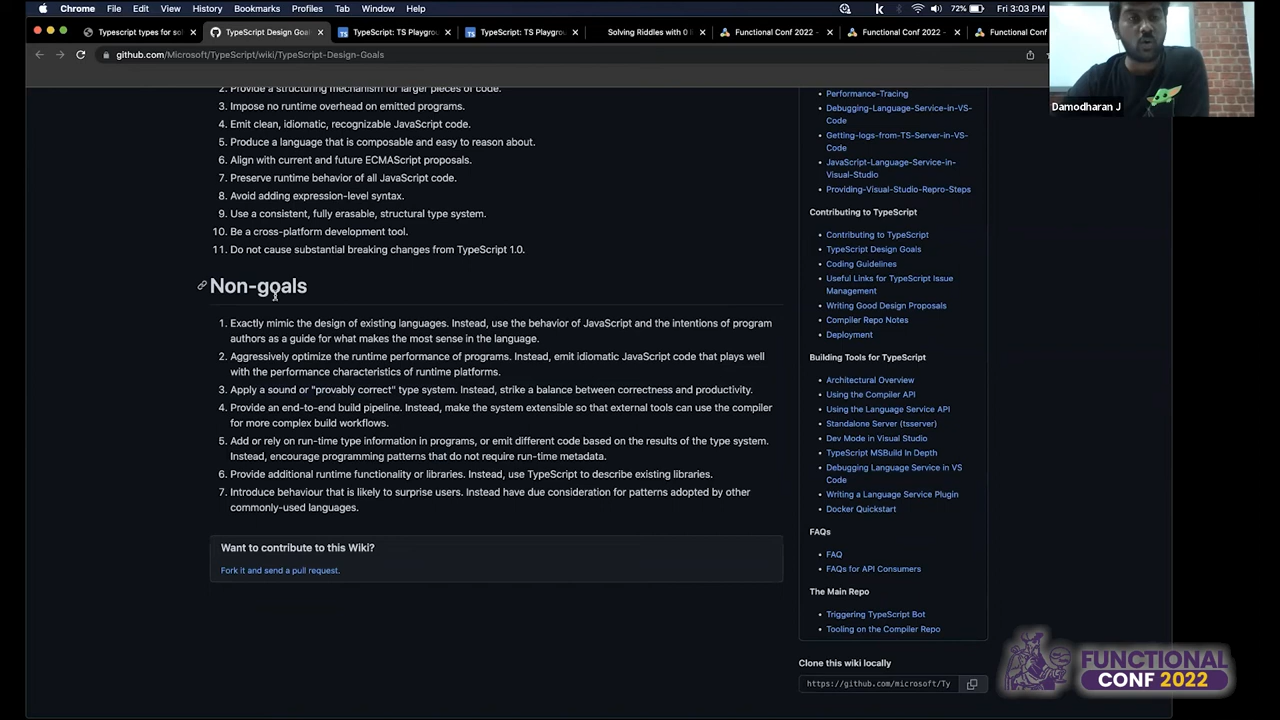 Chrome File Edit View History Bookmarks Profiles Tab Window Help
72% Fri 3:03 PM
Typescript types for sol
TypeScript Design Goal
TypeScript: TS Playgrou
TypeScript: TS Playgrou
Solving Riddles with 0 l
Functional Conf 2022 -
Functional Conf 2022 -
Functional Conf
github.com/Microsoft/TypeScript/wiki/TypeScript-Design-Goals
Damodharan J
2. Provide a structuring mechanism for larger pieces of code.
3. Impose no runtime overhead on emitted programs.
4. Emit clean, idiomatic, recognizable JavaScript code.
5. Produce a language that is composable and easy to reason about.
6. Align with current and future ECMAScript proposals.
7. Preserve runtime behavior of all JavaScript code.
8. Avoid adding expression-level syntax.
9. Use a consistent, fully erasable, structural type system.
10. Be a cross-platform development tool.
11. Do not cause substantial breaking changes from TypeScript 1.0.
Non-goals
1. Exactly mimic the design of existing languages. Instead, use the behavior of JavaScript and the intentions of program
authors as a guide for what makes the most sense in the language.
2. Aggressively optimize the runtime performance of programs. Instead, emit idiomatic JavaScript code that plays well
with the performance characteristics of runtime platforms.
3. Apply a sound or "provably correct" type system. Instead, strike a balance between correctness and productivity.
4. Provide an end-to-end build pipeline. Instead, make the system extensible so that external tools can use the compiler
for more complex build workflows.
5. Add or rely on run-time type information in programs, or emit different code based on the results of the type system.
Instead, encourage programming patterns that do not require run-time metadata.
6. Provide additional runtime functionality or libraries. Instead, use TypeScript to describe existing libraries.
7. Introduce behaviour that is likely to surprise users. Instead have due consideration for patterns adopted by other
commonly-used languages.
Want to contribute to this Wiki?
Fork it and send a pull request.
Performance-Tracing
Debugging-Language-Service-in-VS-
Code
Getting-logs-from-TS-Server-in-VS-
Code
JavaScript-Language-Service-in-
Visual-Studio
Providing-Visual-Studio-Repro-Steps
Contributing to TypeScript
Contributing to TypeScript
TypeScript Design Goals
Coding Guidelines
Useful Links for TypeScript Issue
Management
Writing Good Design Proposals
Compiler Repo Notes
Deployment
Building Tools for TypeScript
Architectural Overview
Using the Compiler API
Using the Language Service API
Standalone Server (tsserver)
Dev Mode in Visual Studio
TypeScript MSBuild In Depth
Debugging Language Service in VS
Code
Writing a Language Service Plugin
Docker Quickstart
FAQs
FAQ
FAQs for API Consumers
The Main Repo
Triggering TypeScript Bot
Tooling on the Compiler Repo
Clone this wiki locally
https://github.com/microsoft/Ty
FUNCTIONAL
CONF 2022